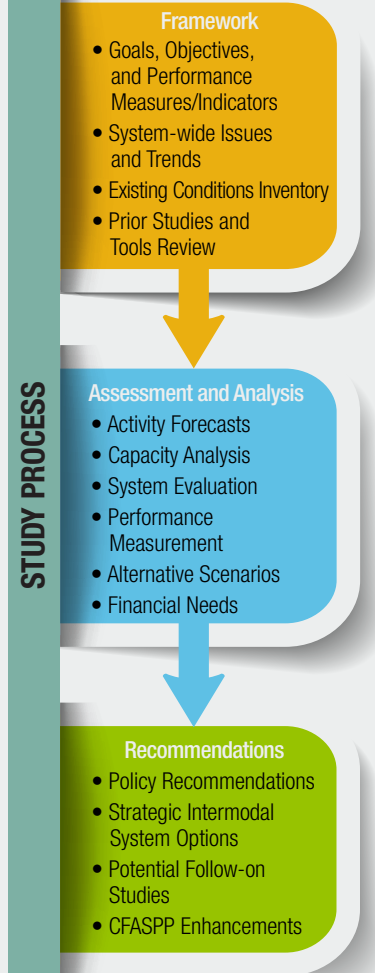 STUDY PROCESS
Framework
• Goals, Objectives,
and Performance
Measures/Indicators
• System-wide Issues
and Trends
• Existing Conditions Inventory
• Prior Studies and
Tools Review
Assessment and Analysis
• Activity Forecasts
• Capacity Analysis
• System Evaluation
• Performance
Measurement
• Alternative Scenarios
• Financial Needs
Recommendations
• Policy Recommendations
• Strategic Intermodal
System Options
• Potential Follow-on
Studies
• CFASPP Enhancements